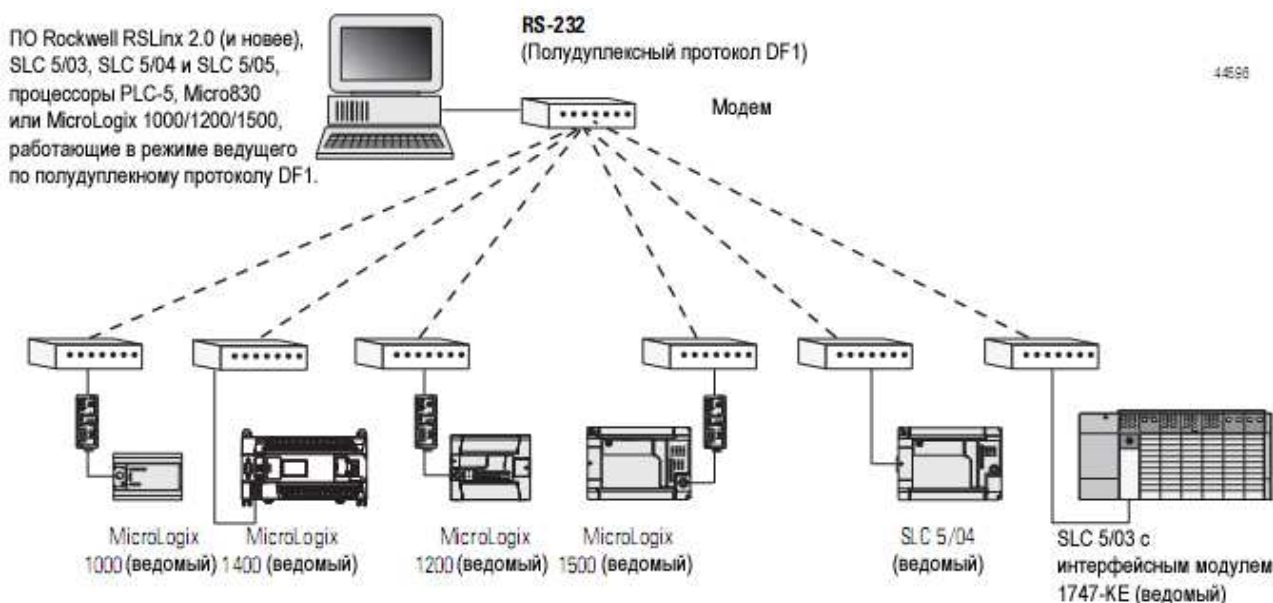 ПО Rockwell RSLinx 2.0 (и новее),
SLC 5/03, SLC 5/04 и SLC 5/05,
процессоры PLC-5, Micro830
или MicroLogix 1000/1200/1500,
работающие в режиме ведущего
по полудуплекному протоколу DF1.
RS-232
(Полудуплексный протокол DF1)
44596
Модем
MicroLogix
1000 (ведомый)
MicroLogix
1400 (ведомый)
MicroLogix
1200 (ведомый)
MicroLogix
1500 (ведомый)
SLC 5/04
(ведомый)
SLC 5/03 с
интерфейсным модулем
1747-KE (ведомый)